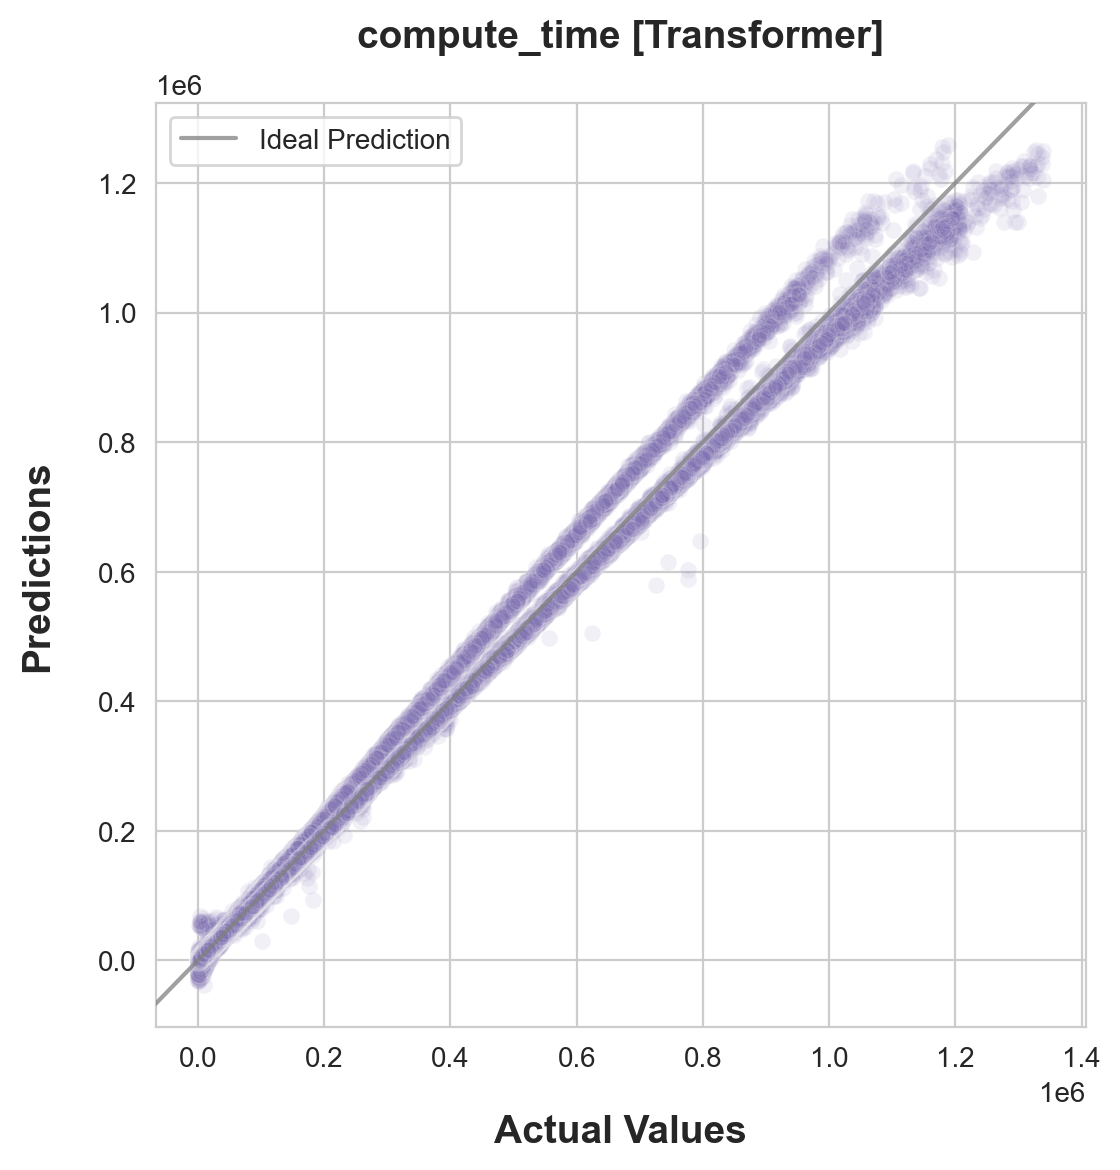 compute_time [Transformer]
1e6
Ideal Prediction
1.2
1.0
0.8
0.6
0.4
0.2
0.0
Predictions
0.0 0.2 0.4 0.6 0.8 1.0 1.2 1.4
1e6
Actual Values